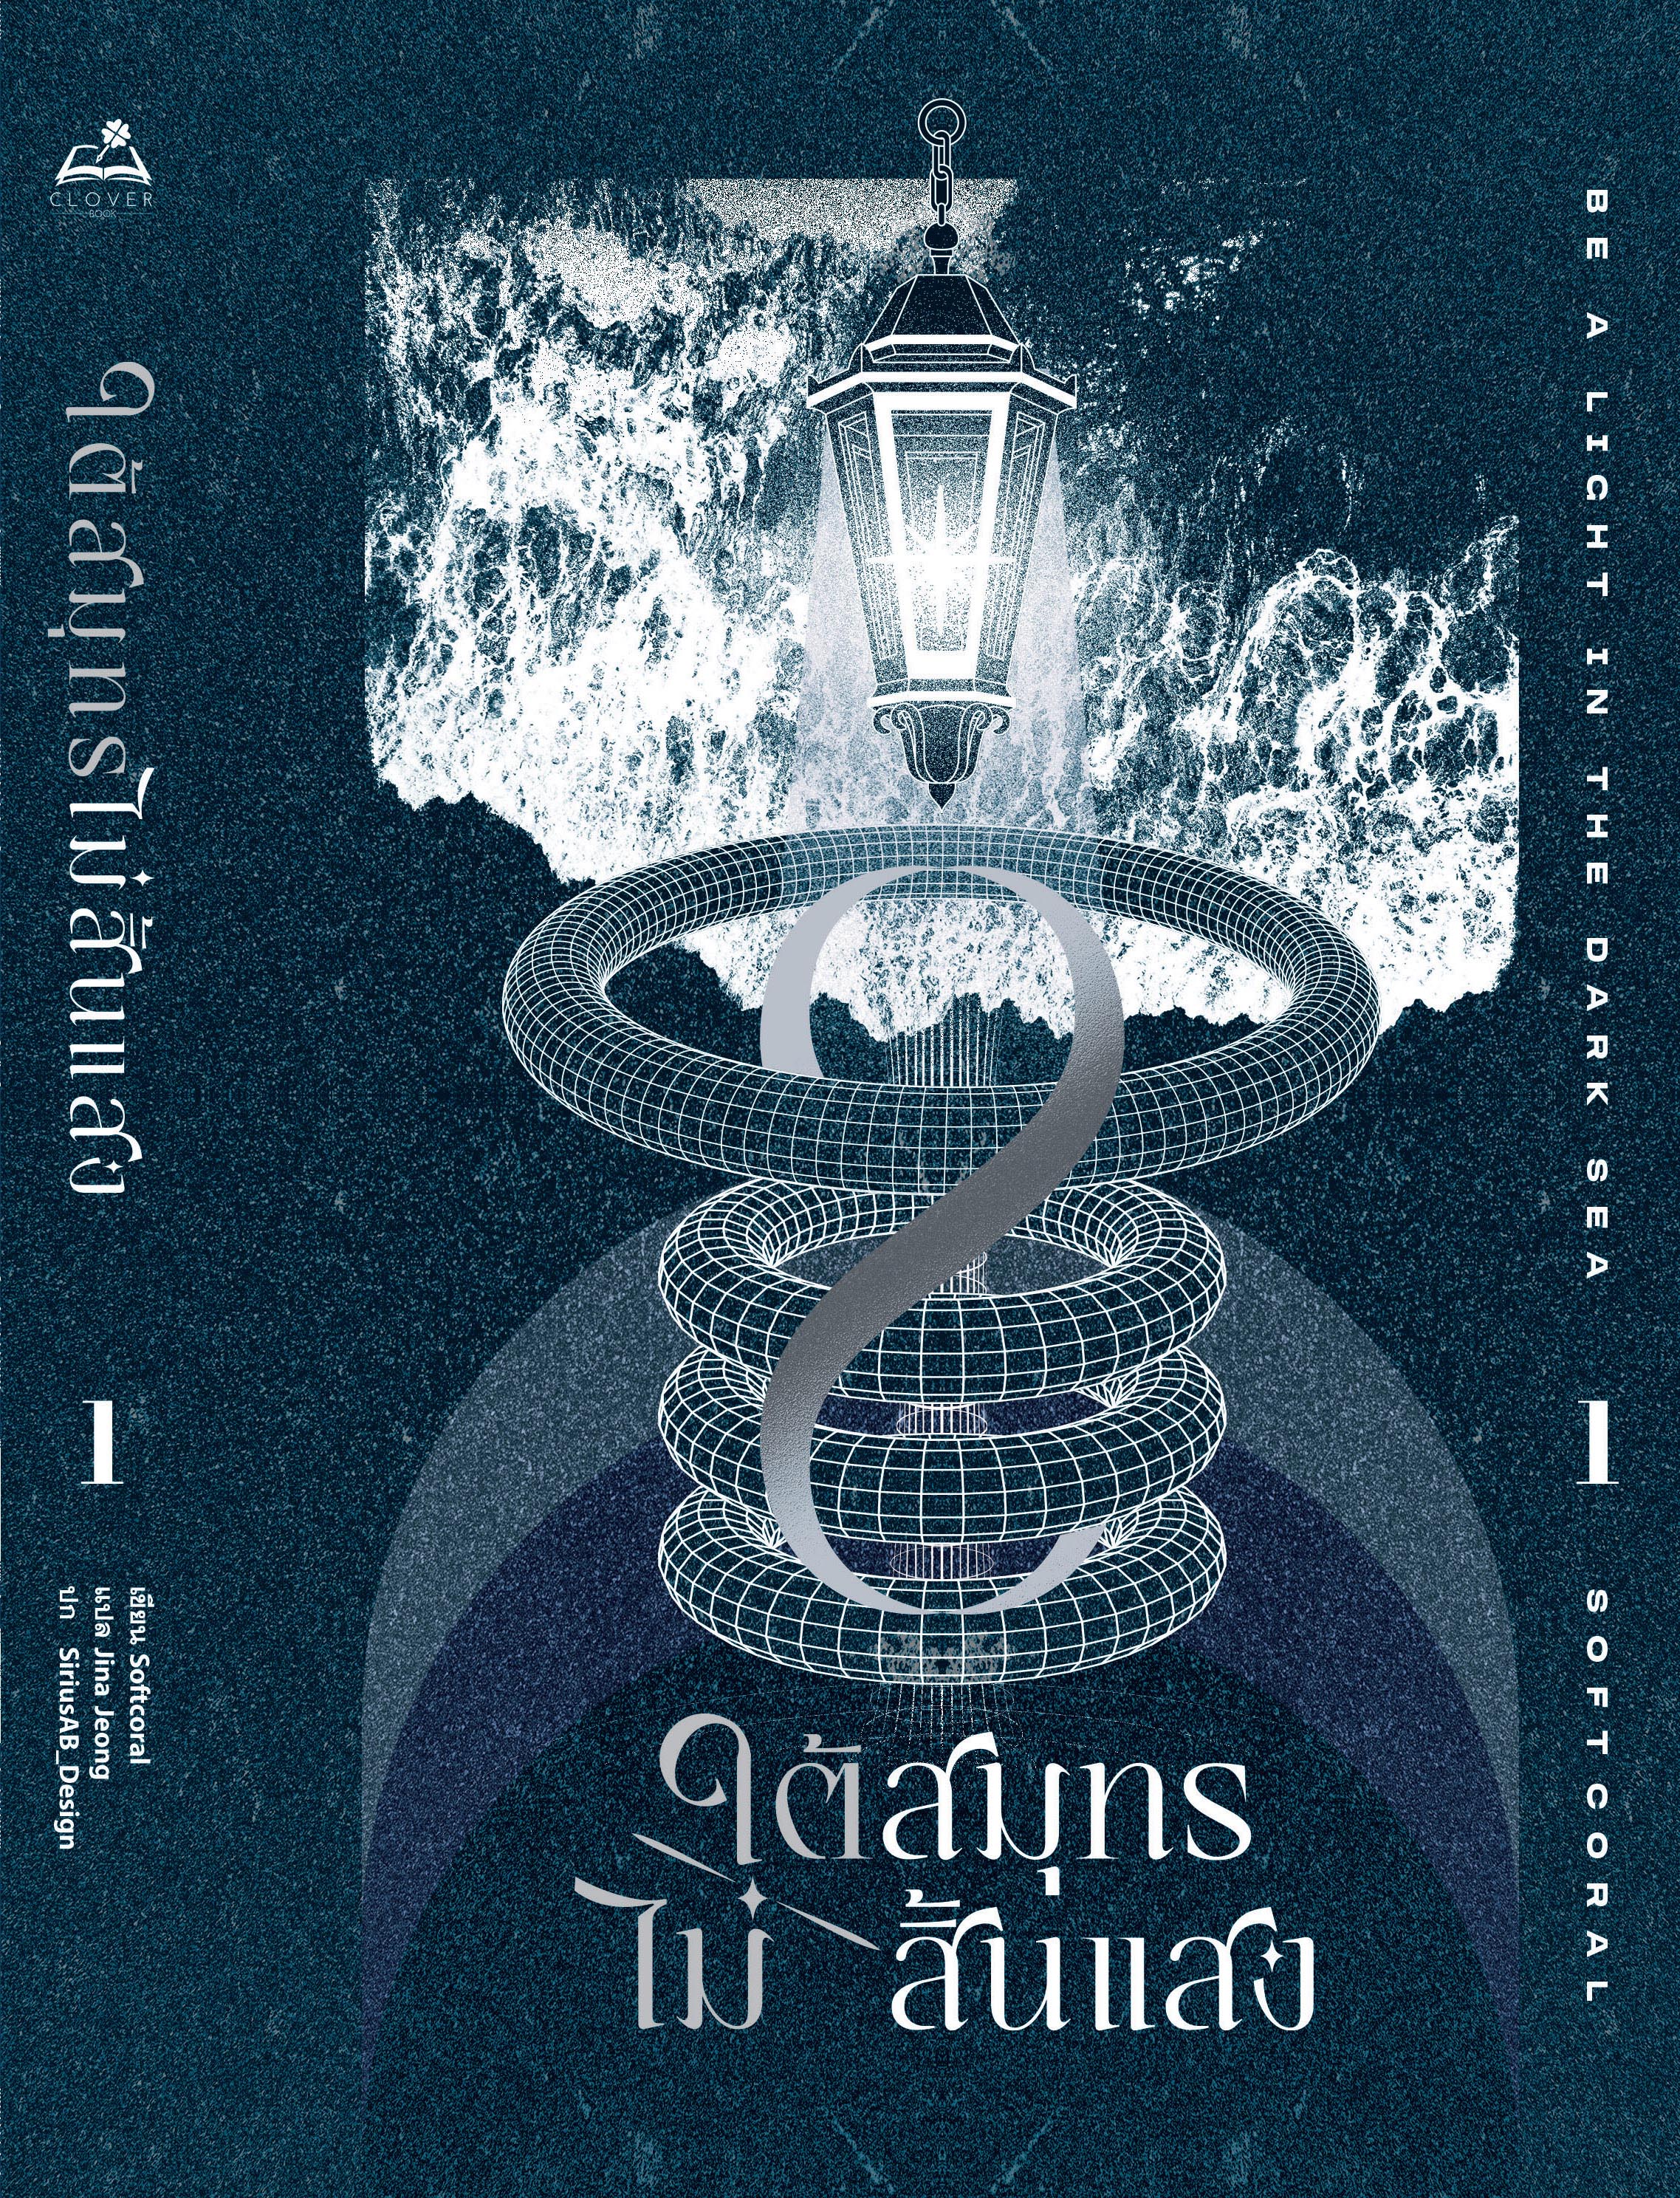 CLOVER
BOOK
ใต้สมุทรไม่สิ้นแสง
1
เขียน Softcoral
แปล Jina Jeong
ปก SiriusAB_Design
8
ใต้สมุทร
ไม่สิ้นแสง
BE A LIGHT IN THE DARK SEA
1
SOFTCORAL